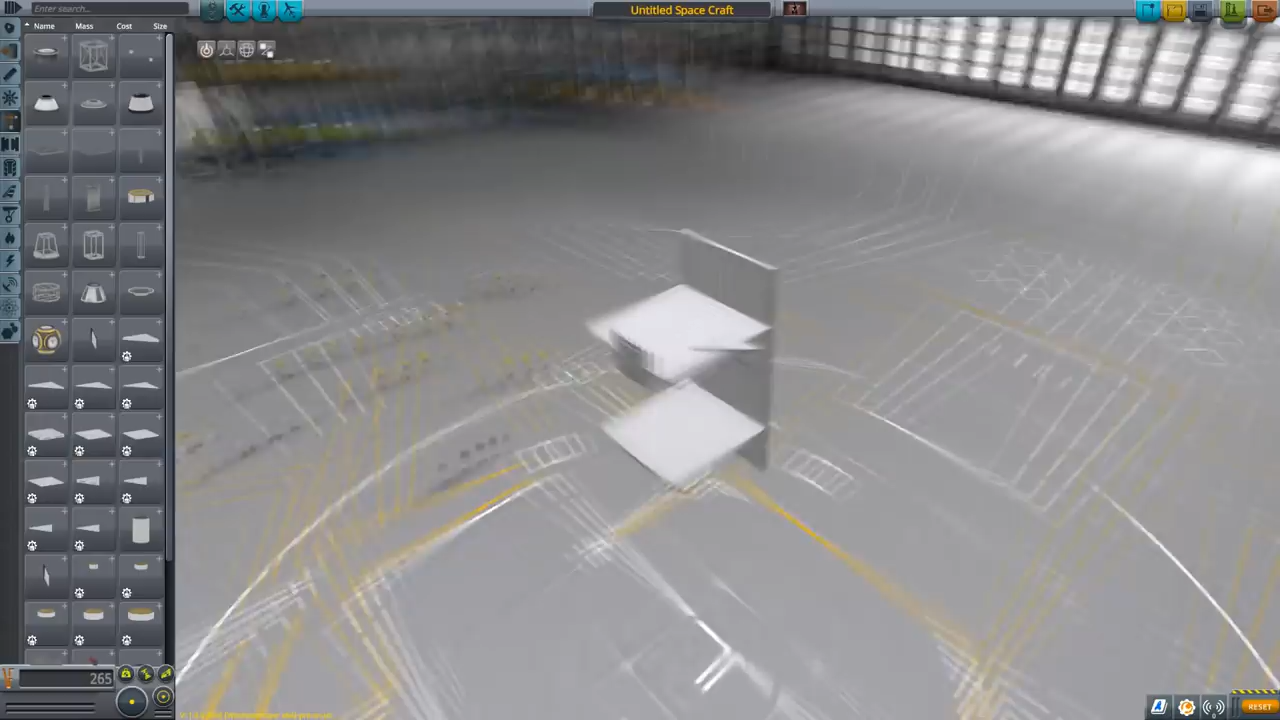 Enter search...
Untitled Space Craft
Name Mass Cost Size
265
RESET